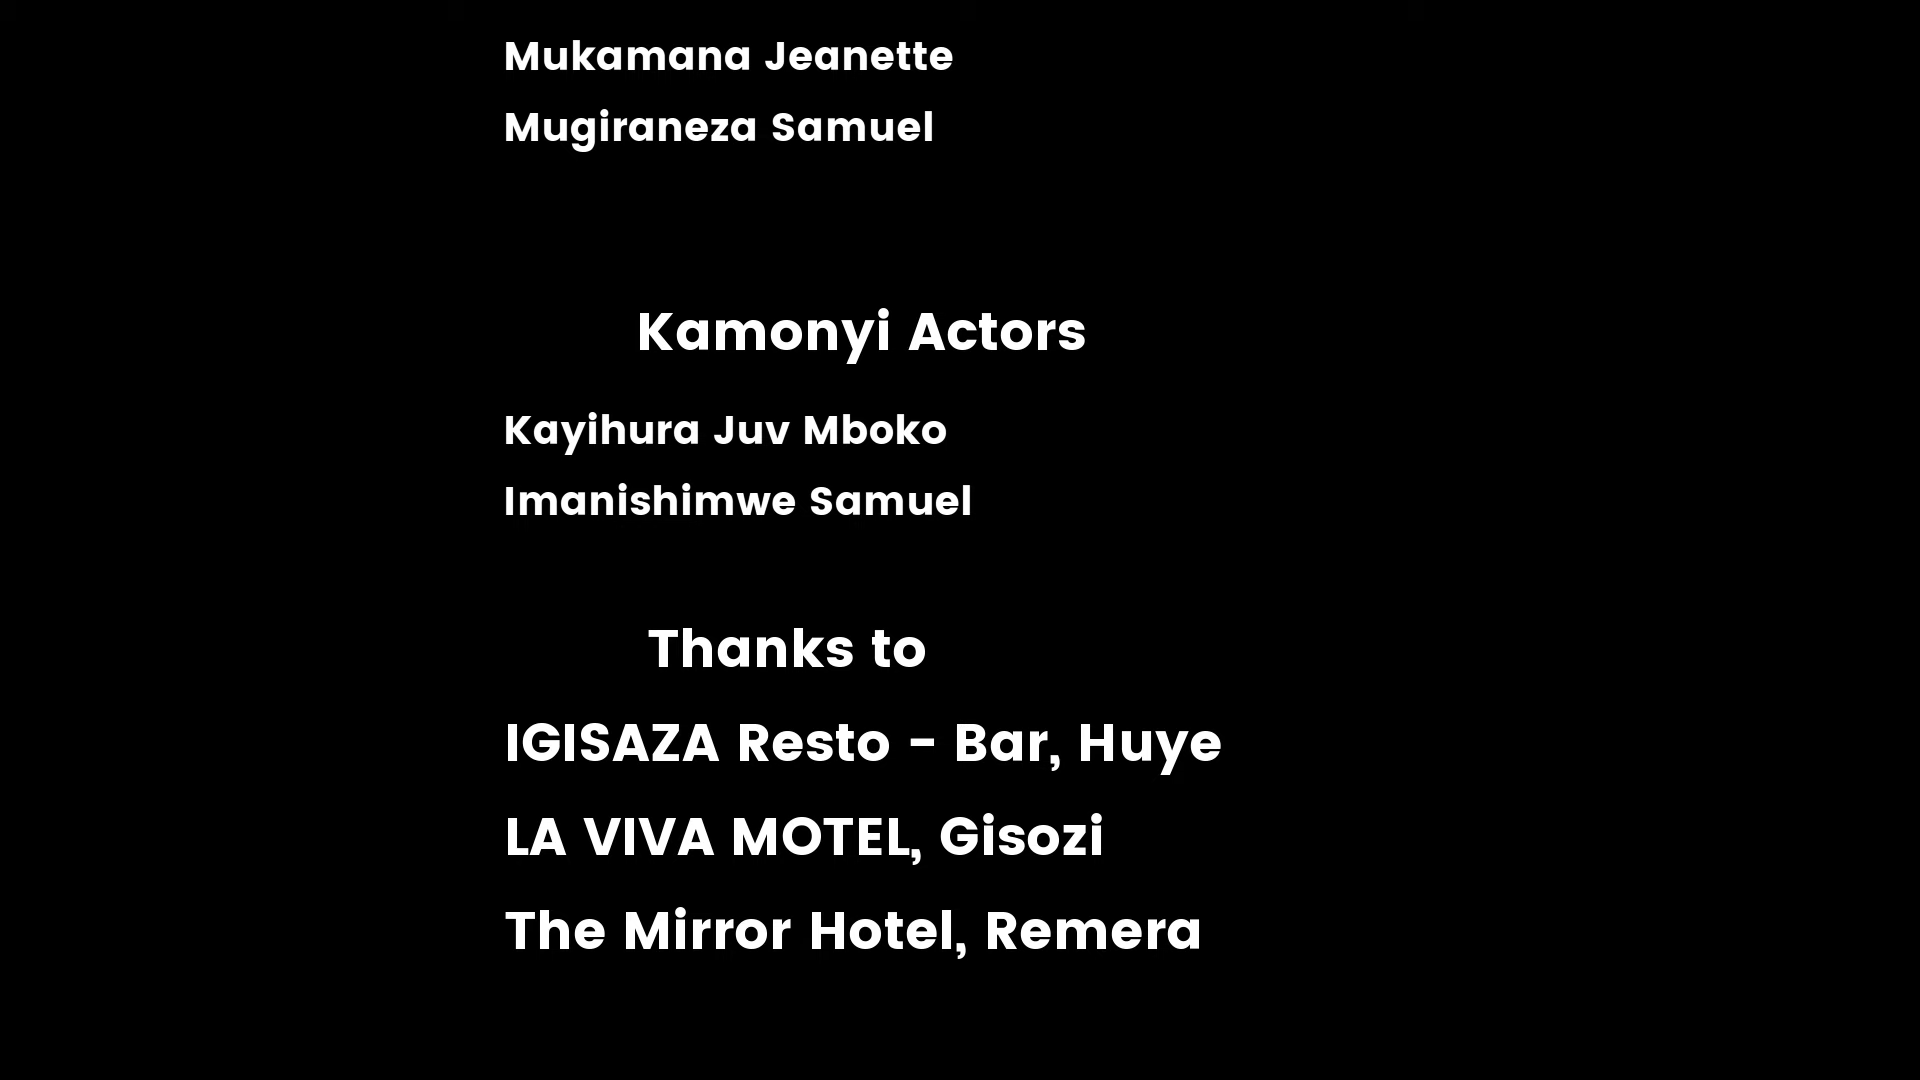 Mukamana Jeanette
Mugiraneza Samuel
Kamonyi Actors
Kayihura Juv Mboko
Imanishimwe Samuel
Thanks to
IGISAZA Resto - Bar, Huye
LA VIVA MOTEL, Gisozi
The Mirror Hotel, Remera